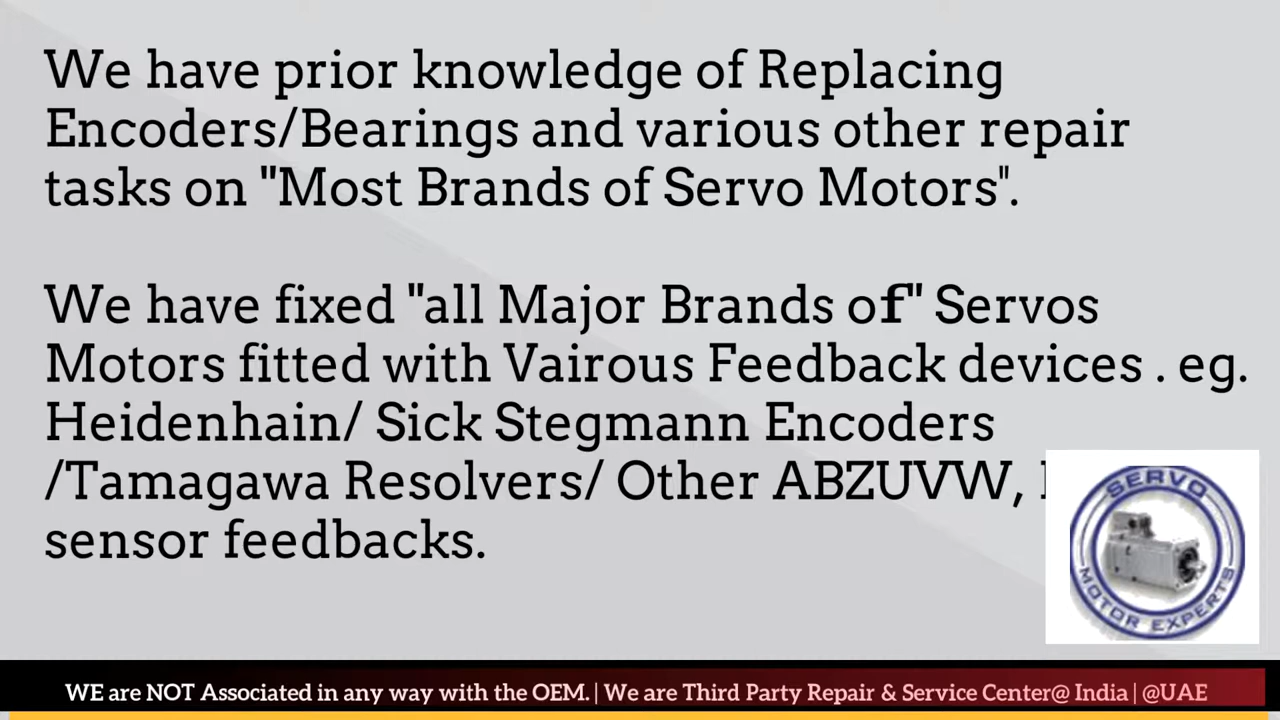 We have prior knowledge of Replacing
Encoders/Bearings and various other repair
tasks on "Most Brands of Servo Motors".
We have fixed "all Major Brands of" Servos
Motors fitted with Vairous Feedback devices . eg.
Heidenhain/ Sick Stegmann Encoders
/Tamagawa Resolvers/ Other ABZUVW,
sensor feedbacks.
SERVO
MOTOR EXPERTS
WE are NOT Associated in any way with the OEM. | We are Third Party Repair & Service Center@ India | @UAE